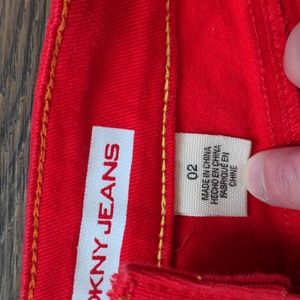 DKNY JEANS
02
MADE IN CHINA
HECHO EN CHINA
FABRIQUÉ EN
CHINE